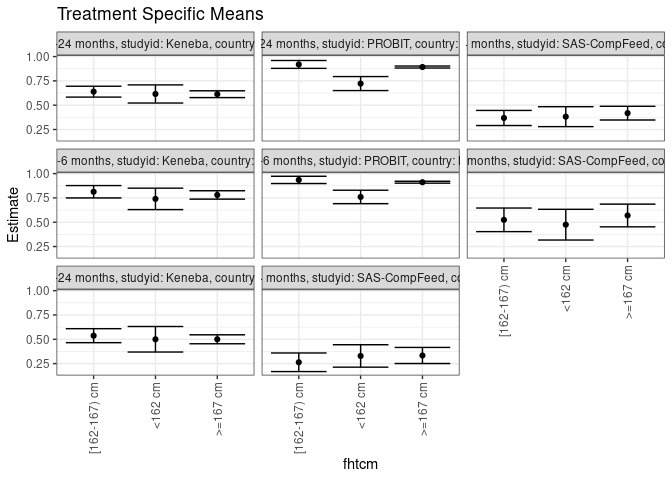 Treatment Specific Means
-24 months, studyid: Keneba, country
24 months, studyid: PROBIT, country:
months, studyid: SAS-CompFeed, co
1.00
0.75
0.50
0.25
-6 months, studyid: Keneba, country:
-6 months, studyid: PROBIT, country:
months, studyid: SAS-CompFeed, co
1.00
0.75
0.50
0.25
-24 months, studyid: Keneba, country
months, studyid: SAS-CompFeed, co
1.00
0.75
0.50
0.25
Estimate
[162-167) cm
<162 cm
>=167 cm
[162-167) cm
<162 cm
>=167 cm
[162-167) cm
<162 cm
>=167 cm
fhtcm